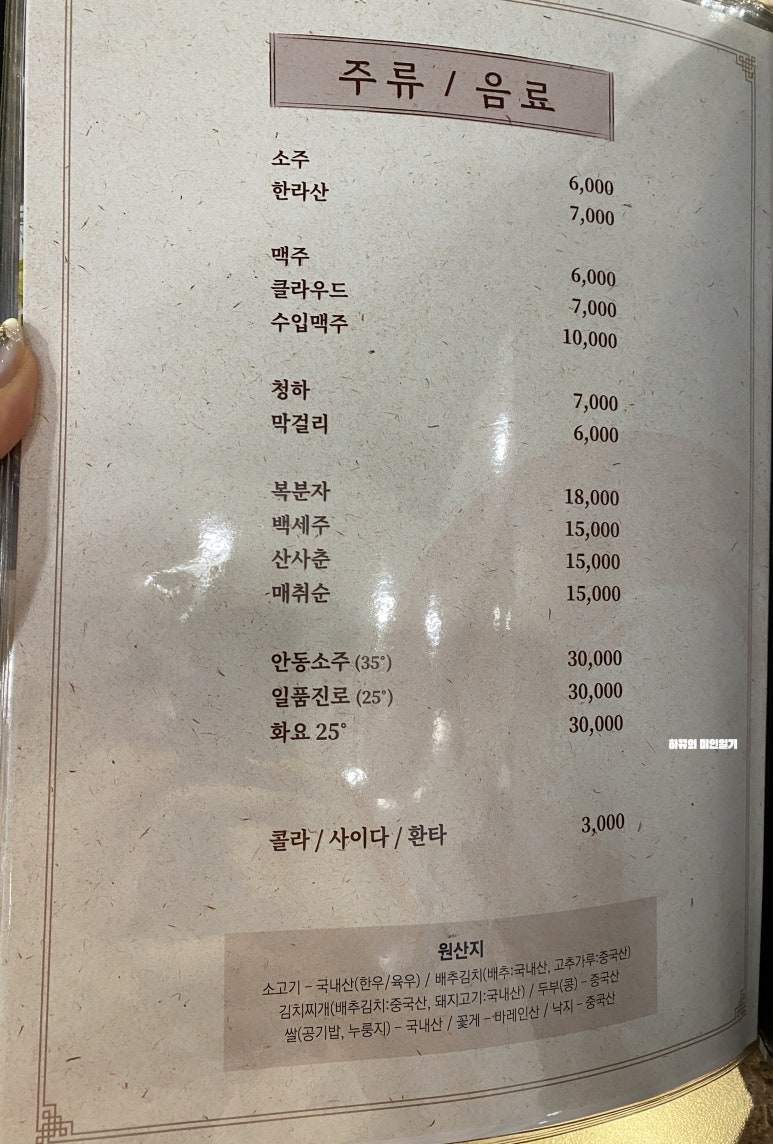 주류 / 음료
소주 6,000
한라산 7,000
맥주 6,000
클라우드 7,000
수입맥주 10,000
청하 7,000
막걸리 6,000
복분자 18,000
백세주 15,000
산사춘 15,000
매취순 15,000
안동소주 (35°) 30,000
일품진로 (25°) 30,000
화요 25° 30,000
하뀨의 미인일기
콜라 / 사이다 / 환타 3,000
원산지
소고기 – 국내산(한우/육우) / 배추김치(배추:국내산, 고추가루:중국산)
김치찌개(배추김치:중국산, 돼지고기:국내산) / 두부(콩) – 중국산
쌀(공기밥, 누룽지) – 국내산 / 꽃게 – 바레인산 / 낙지 – 중국산